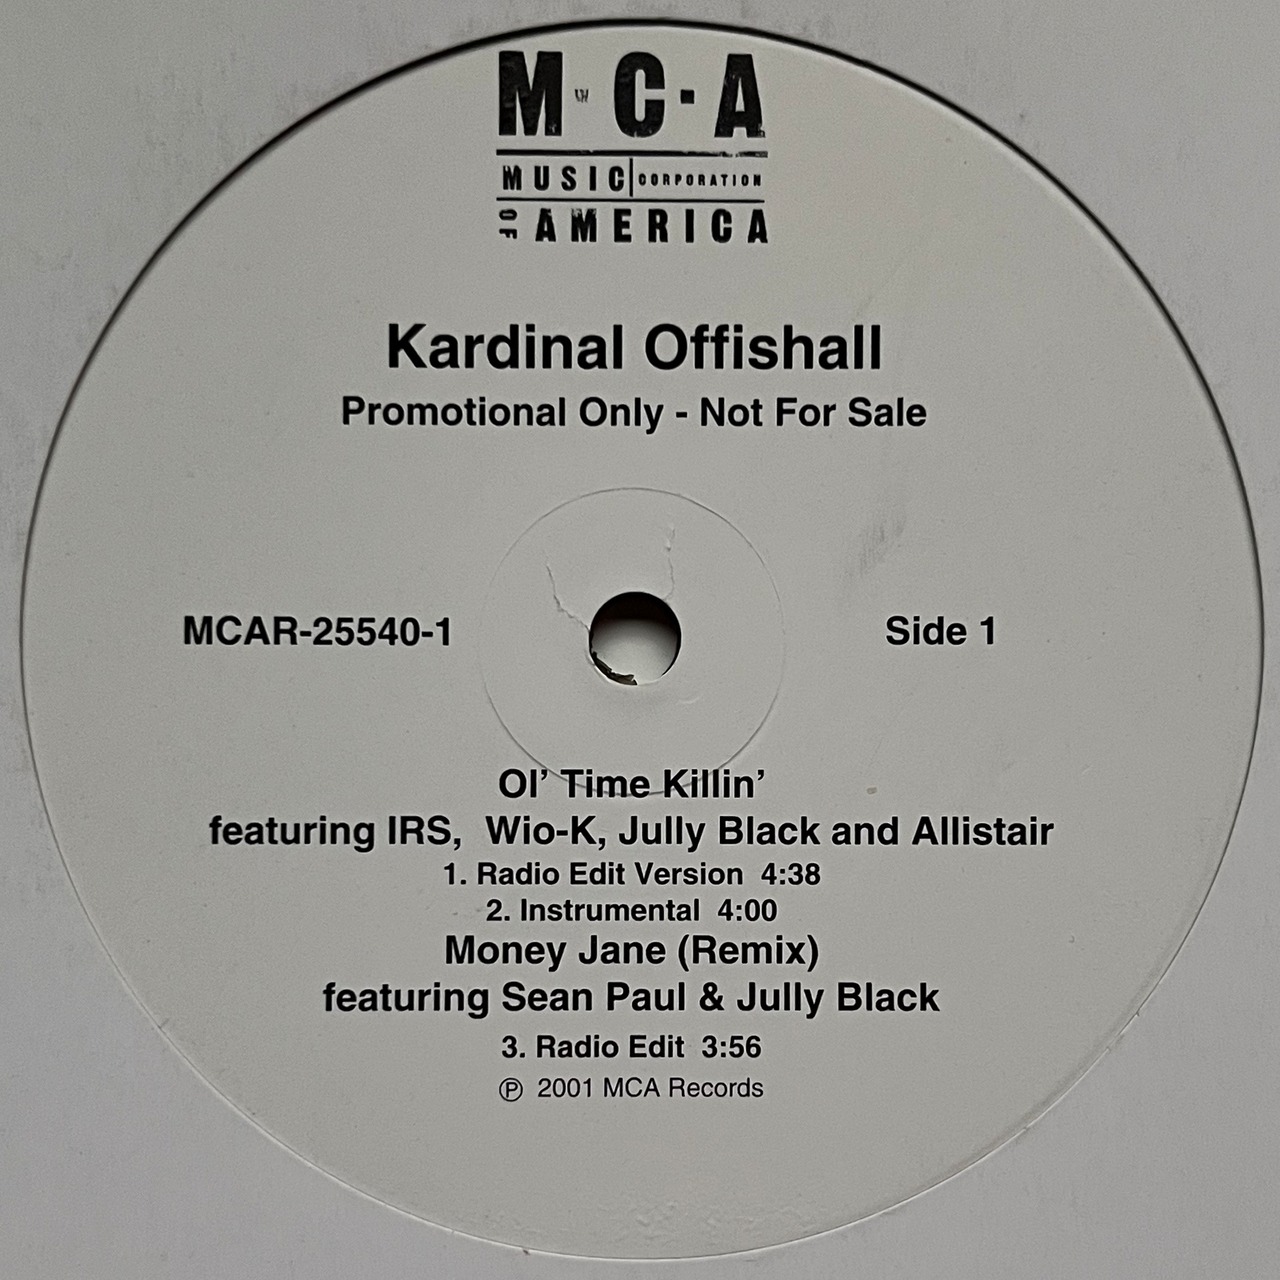 M·C·A
MUSIC CORPORATION
OF AMERICA
Kardinal Offishall
Promotional Only - Not For Sale
MCAR-25540-1
Side 1
Ol’ Time Killin’
featuring IRS,  Wio-K, Jully Black and Allistair
1. Radio Edit Version  4:38
2. Instrumental  4:00
Money Jane (Remix)
featuring Sean Paul & Jully Black
3. Radio Edit  3:56
℗ 2001 MCA Records